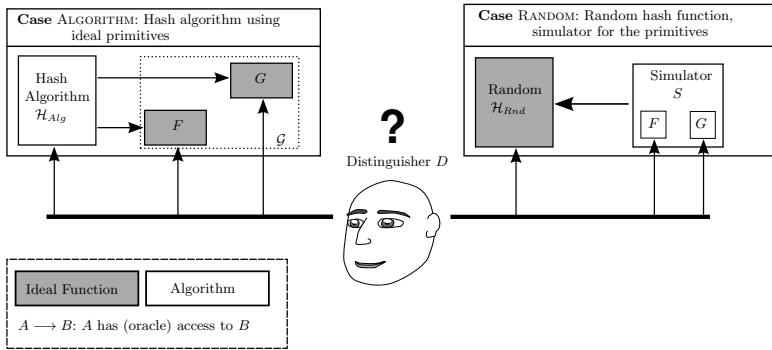 Case ALGORITHM: Hash algorithm using
ideal primitives
Hash
Algorithm
H_Alg
G
F
G
Case RANDOM: Random hash function,
simulator for the primitives
Random
H_Rnd
Simulator
S
F
G
?
Distinguisher D
Ideal Function
Algorithm
A ⟶ B: A has (oracle) access to B